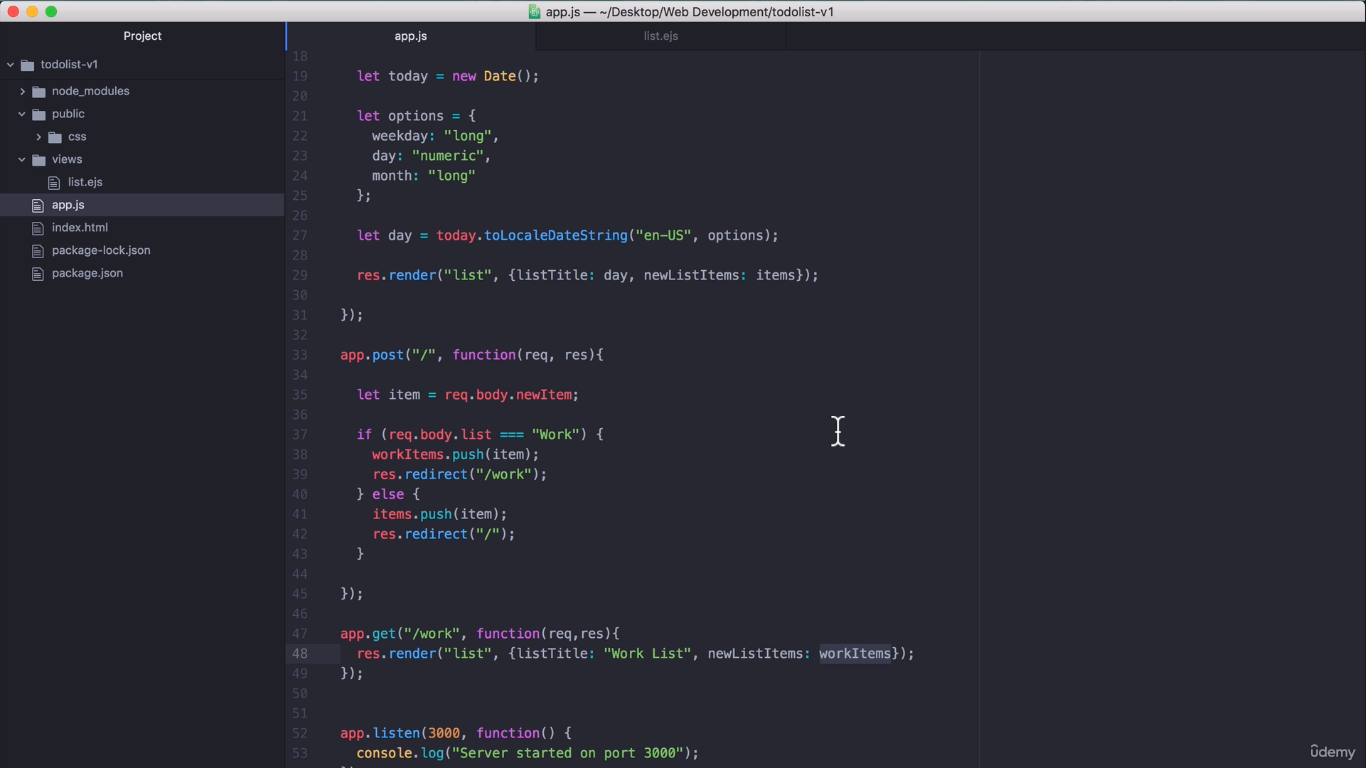 app.js — ~/Desktop/Web Development/todolist-v1
Project
app.js
list.ejs
todolist-v1
node_modules
public
css
views
list.ejs
app.js
index.html
package-lock.json
package.json
18
19 let today = new Date();
20
21 let options = {
22 weekday: "long",
23 day: "numeric",
24 month: "long"
25 };
26
27 let day = today.toLocaleDateString("en-US", options);
28
29 res.render("list", {listTitle: day, newListItems: items});
30
31 });
32
33 app.post("/", function(req, res){
34
35 let item = req.body.newItem;
36
37 if (req.body.list === "Work") {
38 workItems.push(item);
39 res.redirect("/work");
40 } else {
41 items.push(item);
42 res.redirect("/");
43 }
44
45 });
46
47 app.get("/work", function(req,res){
48 res.render("list", {listTitle: "Work List", newListItems: workItems});
49 });
50
51
52 app.listen(3000, function() {
53 console.log("Server started on port 3000");
ûdemy